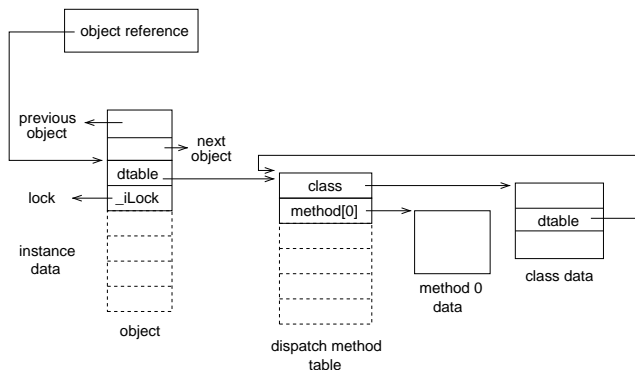 object reference
previous
object
next
object
dtable
lock
_iLock
class
method[0]
dtable
instance
data
method 0
data
class data
object
dispatch method
table